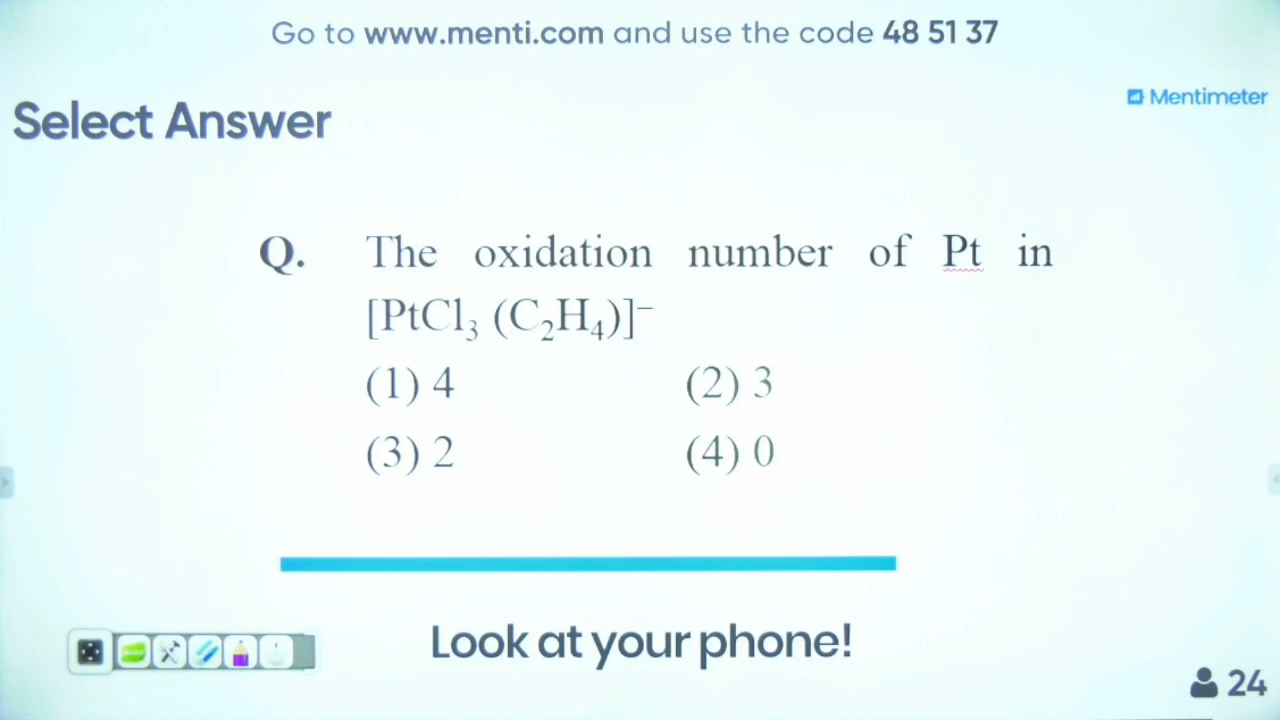 Go to www.menti.com and use the code 48 51 37
Mentimeter
Select Answer
Q. The oxidation number of Pt in
[PtCl₃ (C₂H₄)]⁻
(1) 4 (2) 3
(3) 2 (4) 0
Look at your phone!
24